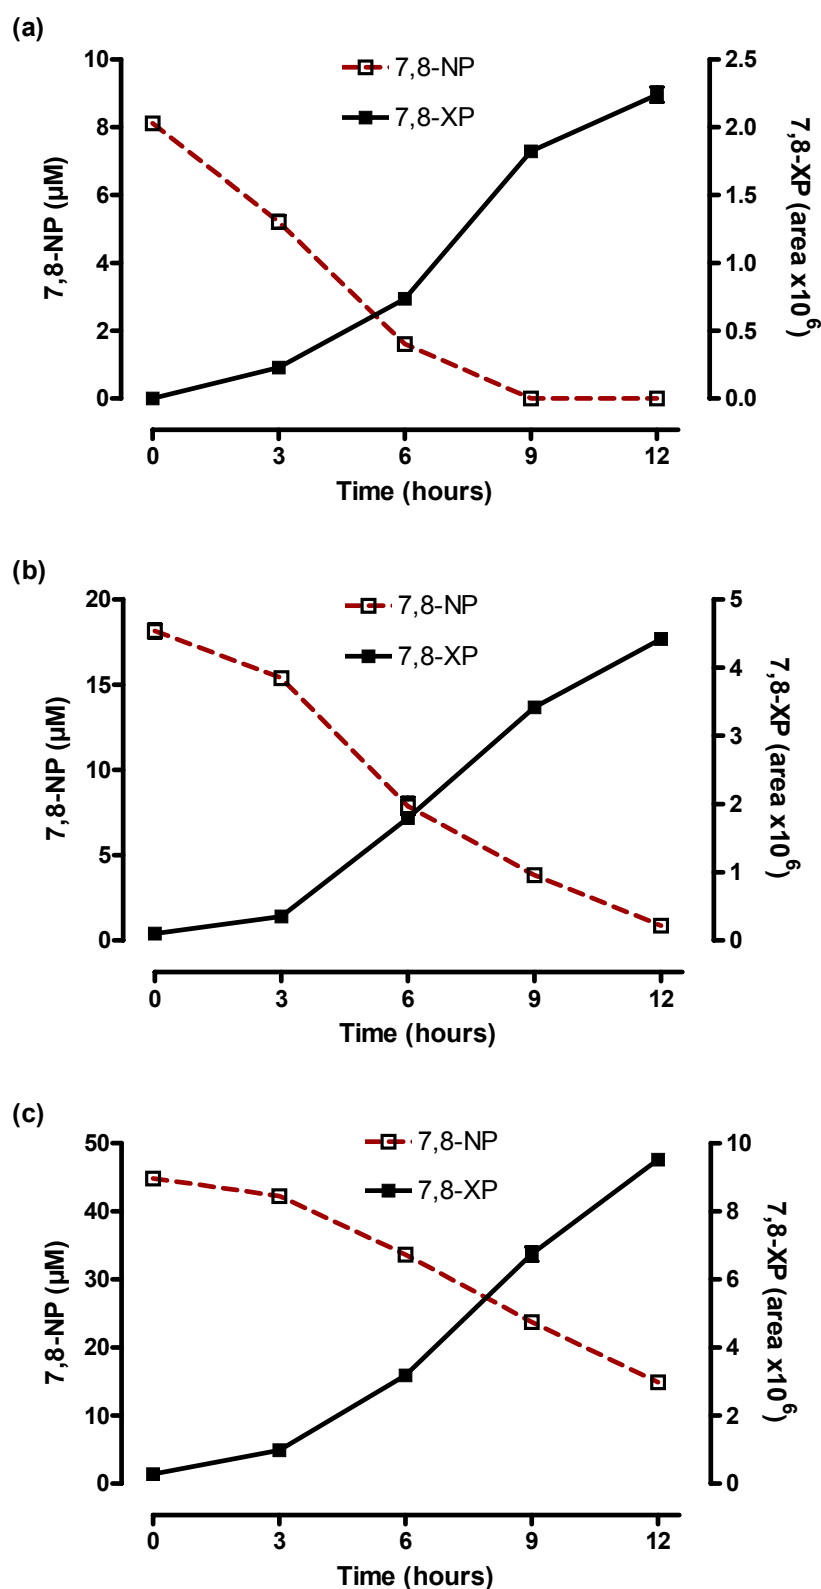 (a)
7,8-NP
7,8-XP
10
8
6
4
2
0
7,8-NP (µM)
2.5
2.0
1.5
1.0
0.5
0.0
7,8-XP (area x10⁶)
0 3 6 9 12
Time (hours)
(b)
7,8-NP
7,8-XP
20
15
10
5
0
7,8-NP (µM)
5
4
3
2
1
0
7,8-XP (area x10⁶)
0 3 6 9 12
Time (hours)
(c)
7,8-NP
7,8-XP
50
40
30
20
10
0
7,8-NP (µM)
10
8
6
4
2
0
7,8-XP (area x10⁶)
0 3 6 9 12
Time (hours)